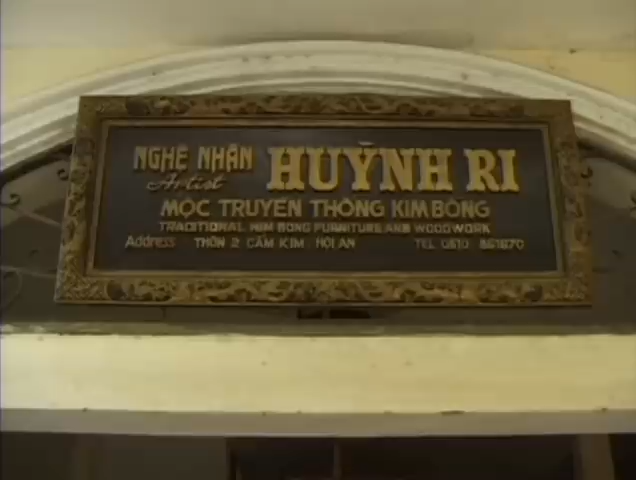 NGHỆ NHÂN HUỲNH RI
Artist
MỘC TRUYỀN THỐNG KIM BỒNG
TRADITIONAL KIM BONG FURNITURE AND WOODWORK
Address THÔN 2 CẨM KIM, HỘI AN TEL 0510 861870